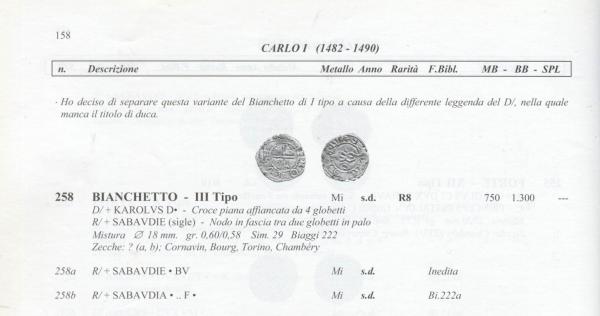 158
CARLO I (1482 - 1490)
n. Descrizione Metallo Anno Rarità F.Bibl. MB - BB - SPL
· Ho deciso di separare questa variante del Bianchetto di I tipo a causa della differente leggenda del D/, nella quale
manca il titolo di duca.
258 BIANCHETTO - III Tipo Mi s.d. R8 750 1.300 ---
D/ + KAROLVS D• - Croce piana affiancata da 4 globetti
R/ + SABAVDIE (sigle) - Nodo in fascia tra due globetti in palo
Mistura ∅ 18 mm. gr. 0,60/0,58 Sim. 29 Biaggi 222
Zecche: ? (a, b); Cornavin, Bourg, Torino, Chambéry
258a R/ + SABAVDIE • BV Mi s.d. Inedita
258b R/ + SABAVDIA • .. F • Mi s.d. Bi.222a